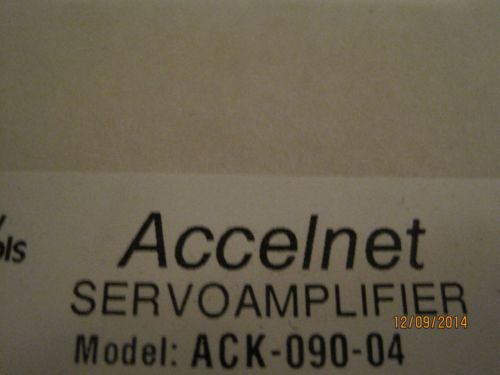 Accelnet
SERVOAMPLIFIER
Model: ACK-090-04
12/09/2014